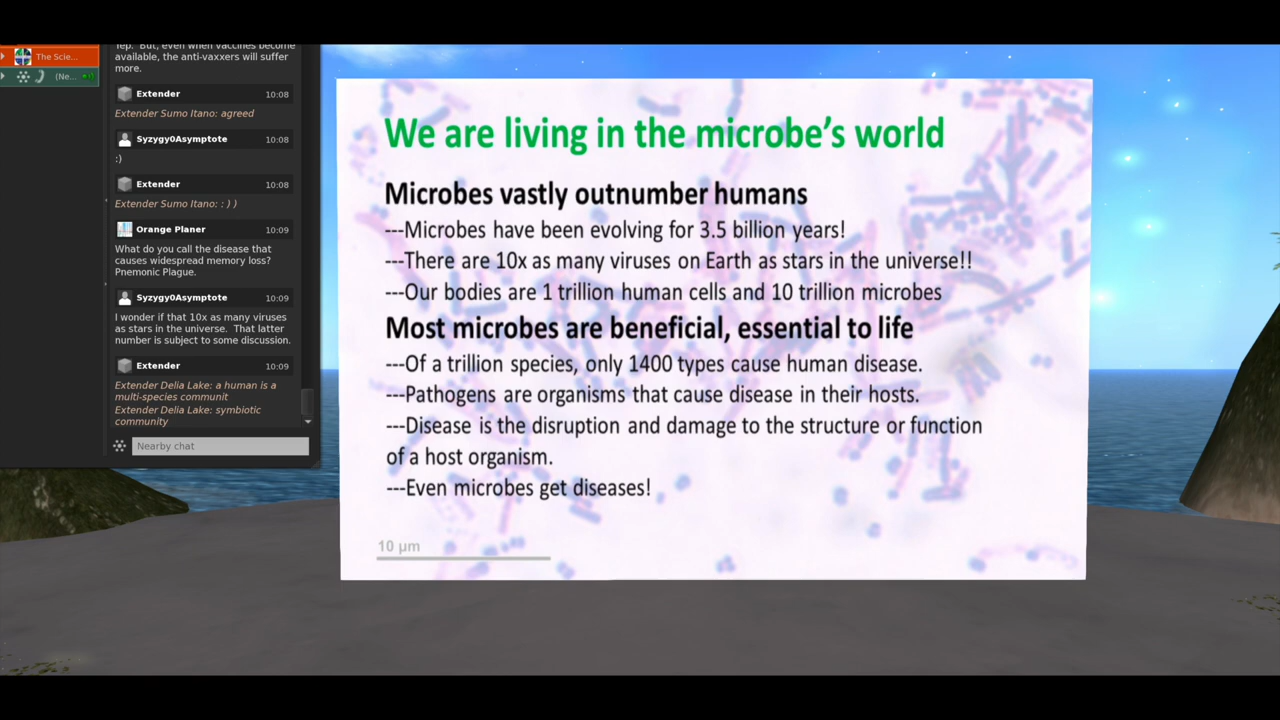 The Scie...
(Ne...
Yep. But, even when vaccines become
available, the anti-vaxxers will suffer
more.
Extender 10:08
Extender Sumo Itano: agreed
Syzygy0Asymptote 10:08
:)
Extender 10:08
Extender Sumo Itano: : ) )
Orange Planer 10:09
What do you call the disease that
causes widespread memory loss?
Pnemonic Plague.
Syzygy0Asymptote 10:09
I wonder if that 10x as many viruses
as stars in the universe. That latter
number is subject to some discussion.
Extender 10:09
Extender Delia Lake: a human is a
multi-species communit
Extender Delia Lake: symbiotic
community
Nearby chat
We are living in the microbe's world
Microbes vastly outnumber humans
---Microbes have been evolving for 3.5 billion years!
---There are 10x as many viruses on Earth as stars in the universe!!
---Our bodies are 1 trillion human cells and 10 trillion microbes
Most microbes are beneficial, essential to life
---Of a trillion species, only 1400 types cause human disease.
---Pathogens are organisms that cause disease in their hosts.
---Disease is the disruption and damage to the structure or function
of a host organism.
---Even microbes get diseases!
10 µm